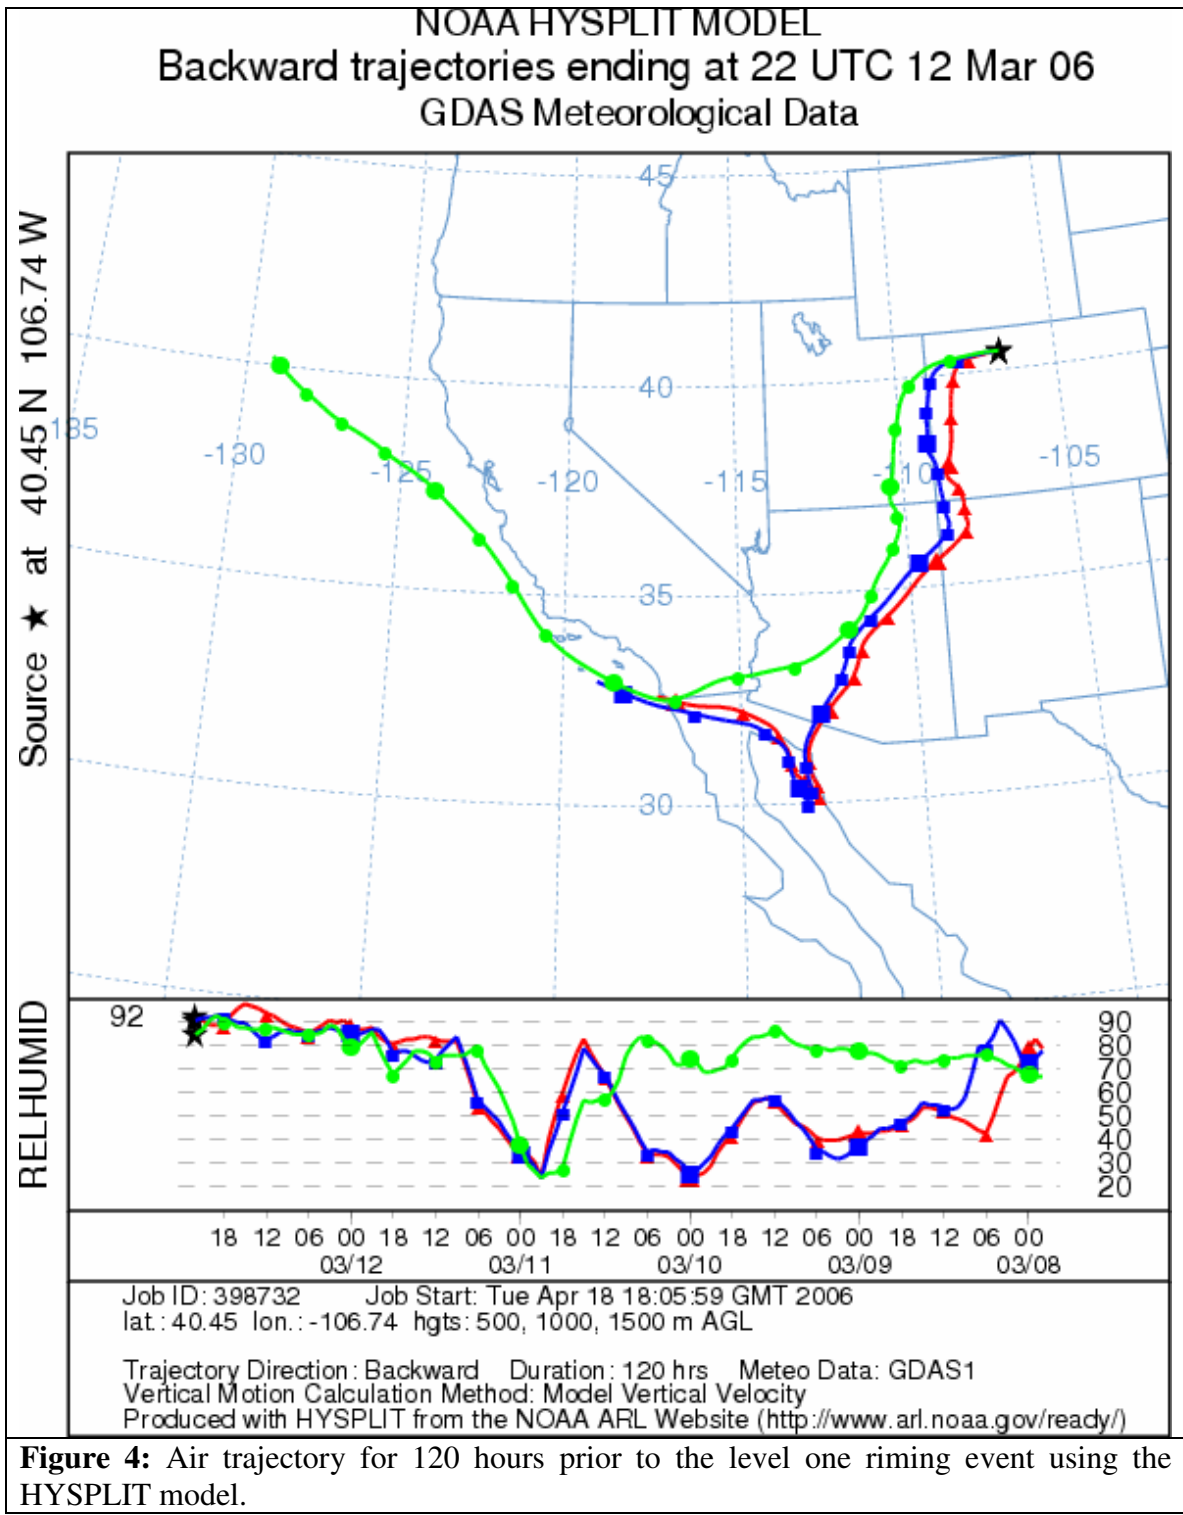 NOAA HYSPLIT MODEL
Backward trajectories ending at 22 UTC 12 Mar 06
GDAS Meteorological Data
Source ★ at 40.45 N 106.74 W
45
40
35
30
-130
-125
-120
-115
-110
-105
RELHUMID
92
90
80
70
60
50
40
30
20
18 12 06 00 18 12 06 00 18 12 06 00 18 12 06 00 18 12 06 00
03/12 03/11 03/10 03/09 03/08
Job ID: 398732 Job Start: Tue Apr 18 18:05:59 GMT 2006
lat.: 40.45 lon.: -106.74 hgts: 500, 1000, 1500 m AGL
Trajectory Direction: Backward Duration: 120 hrs Meteo Data: GDAS1
Vertical Motion Calculation Method: Model Vertical Velocity
Produced with HYSPLIT from the NOAA ARL Website (http://www.arl.noaa.gov/ready/)
Figure 4: Air trajectory for 120 hours prior to the level one riming event using the
HYSPLIT model.